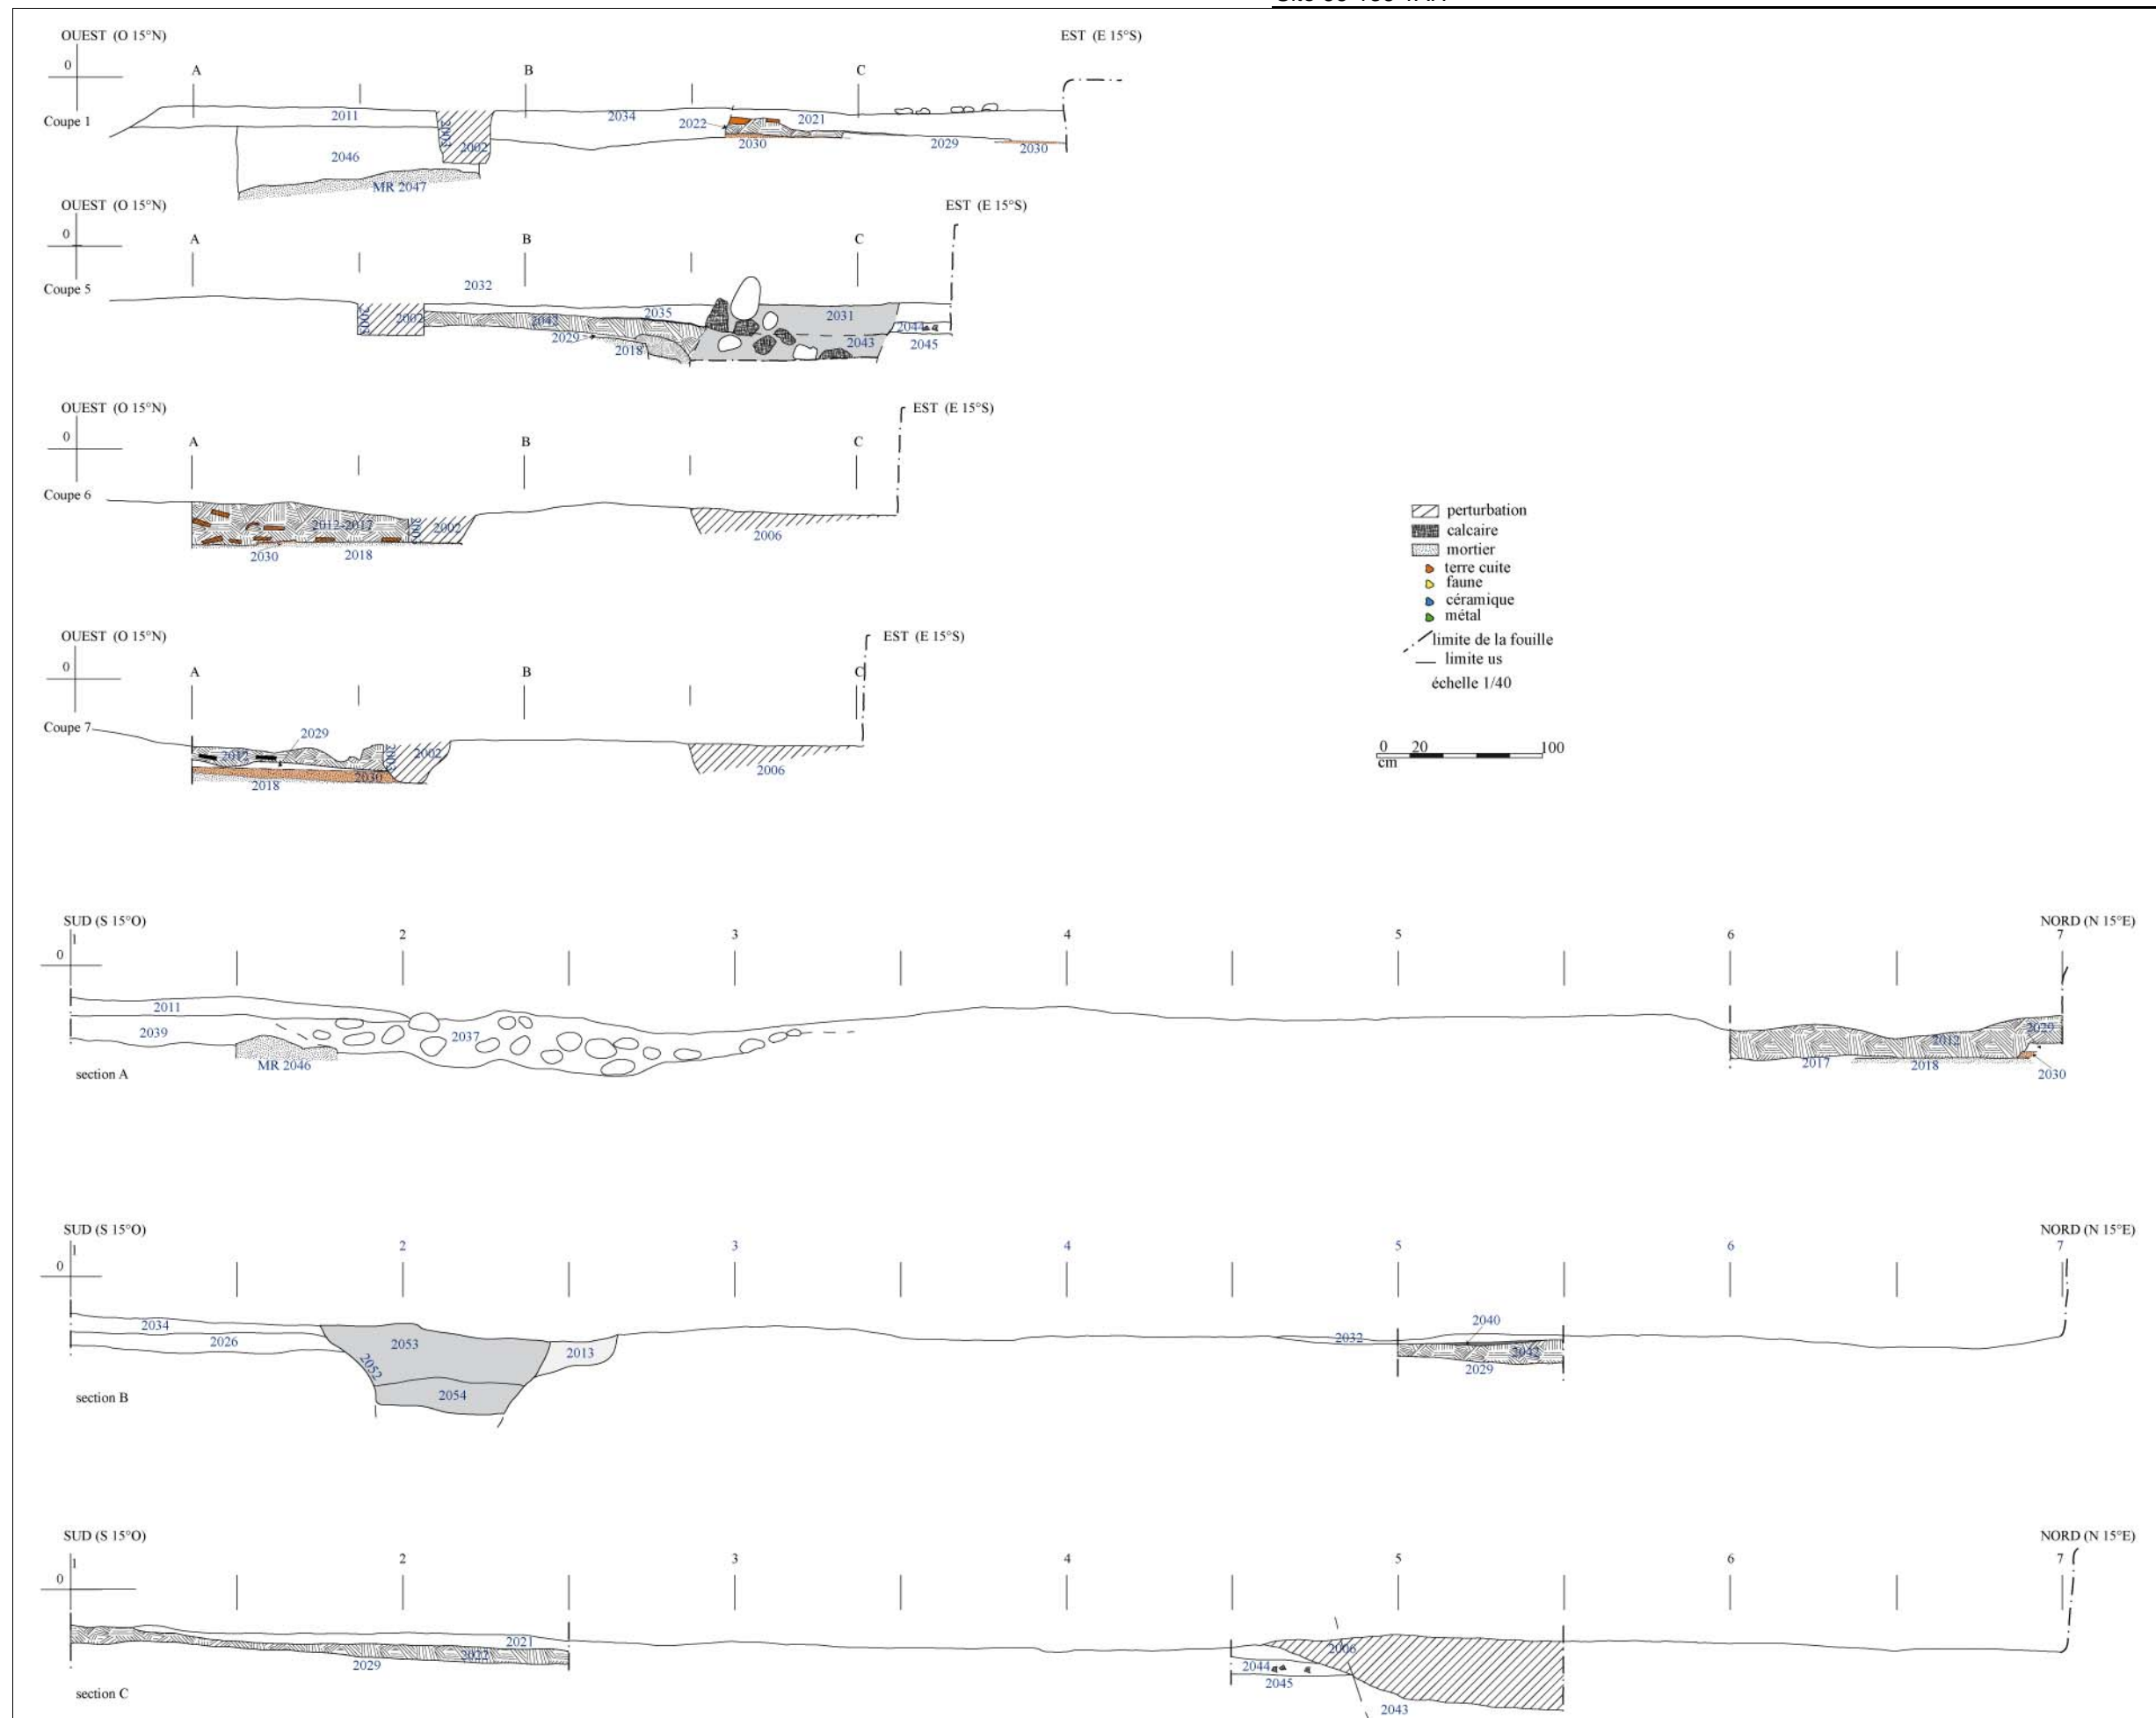 OUEST (O 15°N)
EST (E 15°S)
0
A
B
C
Coupe 1
2011
2034
2022
2021
2002
2030
2029
2030
2046
MR 2047
OUEST (O 15°N)
EST (E 15°S)
0
A
B
C
Coupe 5
2032
2035
2031
2002
2042
2029
2018
2043
2044
2045
OUEST (O 15°N)
EST (E 15°S)
0
A
B
C
Coupe 6
2012-2017
2002
2006
2030
2018
perturbation
calcaire
mortier
terre cuite
faune
céramique
métal
limite de la fouille
limite us
échelle 1/40
0 20 100
cm
OUEST (O 15°N)
EST (E 15°S)
0
A
B
C
Coupe 7
2029
2012
2002
2030
2018
2006
SUD (S 15°O)
NORD (N 15°E)
1 2 3 4 5 6 7
0
2011
2039
2037
MR 2046
section A
2012
2017
2018
2030
SUD (S 15°O)
NORD (N 15°E)
1 2 3 4 5 6 7
0
2034
2026
2053
2013
2052
2054
section B
2040
2032
2042
2029
SUD (S 15°O)
NORD (N 15°E)
1 2 3 4 5 6 7
0
2021
2022
2029
section C
2006
2044
2045
2043